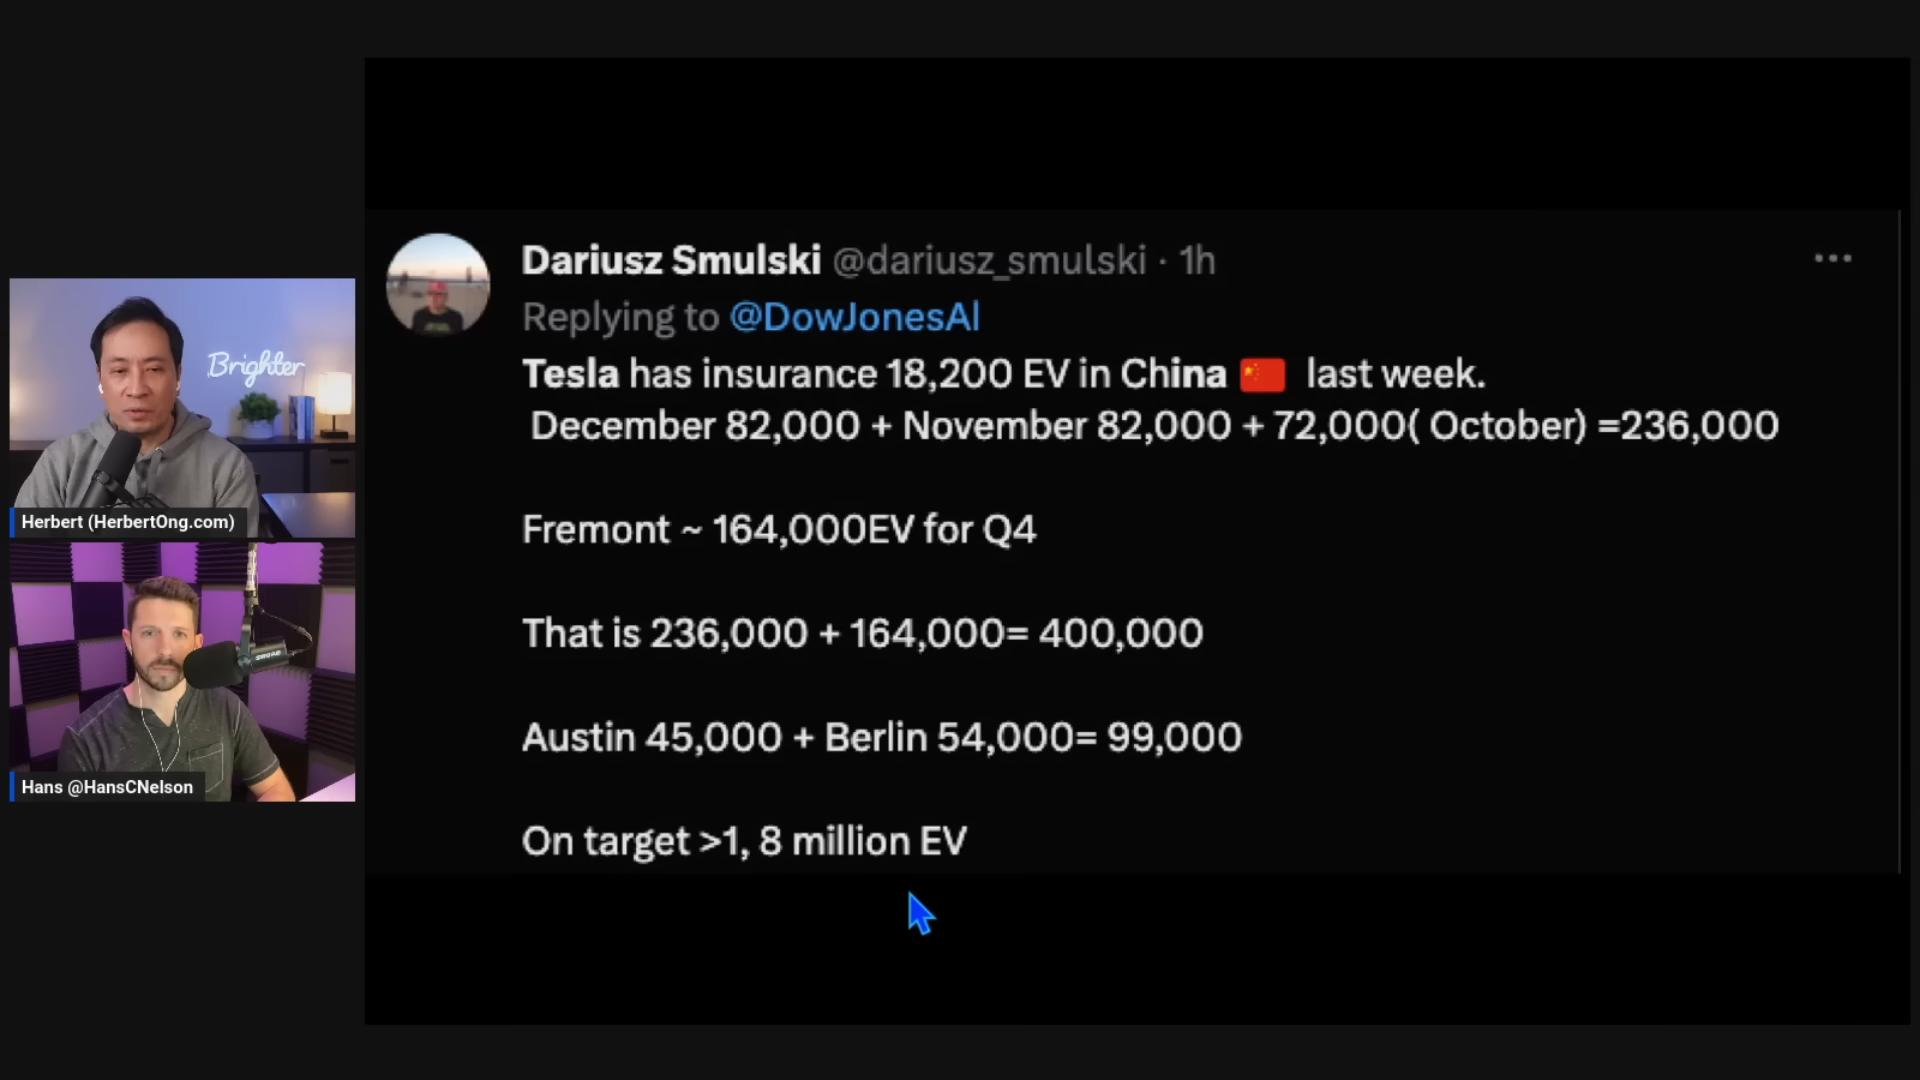 Dariusz Smulski @dariusz_smulski · 1h
Replying to @DowJonesAI
Tesla has insurance 18,200 EV in China 🇨🇳 last week.
December 82,000 + November 82,000 + 72,000( October) =236,000
Fremont ~ 164,000EV for Q4
That is 236,000 + 164,000= 400,000
Austin 45,000 + Berlin 54,000= 99,000
On target >1, 8 million EV
Brighter
Herbert (HerbertOng.com)
SHURE
Hans @HansCNelson